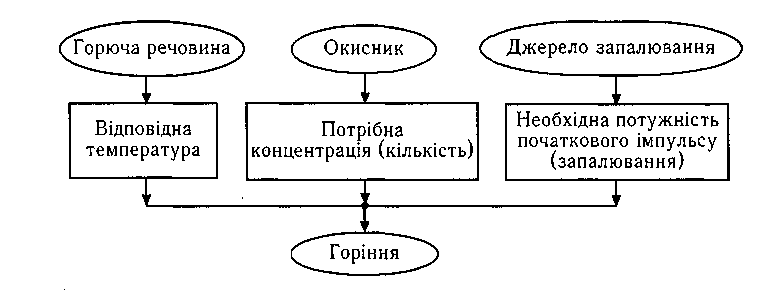 Горюча речовина
Окисник
Джерело запалювання
Відповідна
температура
Потрібна
концентрація (кількість)
Необхідна потужність
початкового імпульсу
(запалювання)
Горіння